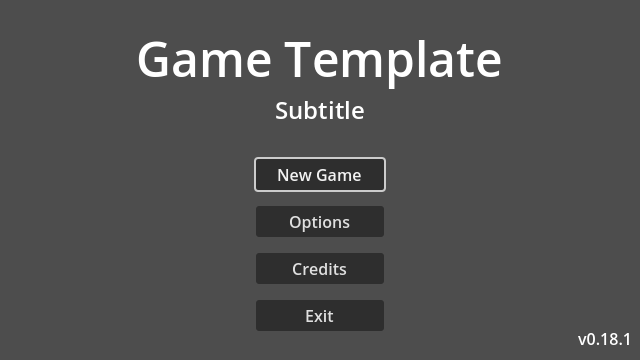 Game Template
Subtitle
New Game
Options
Credits
Exit
v0.18.1